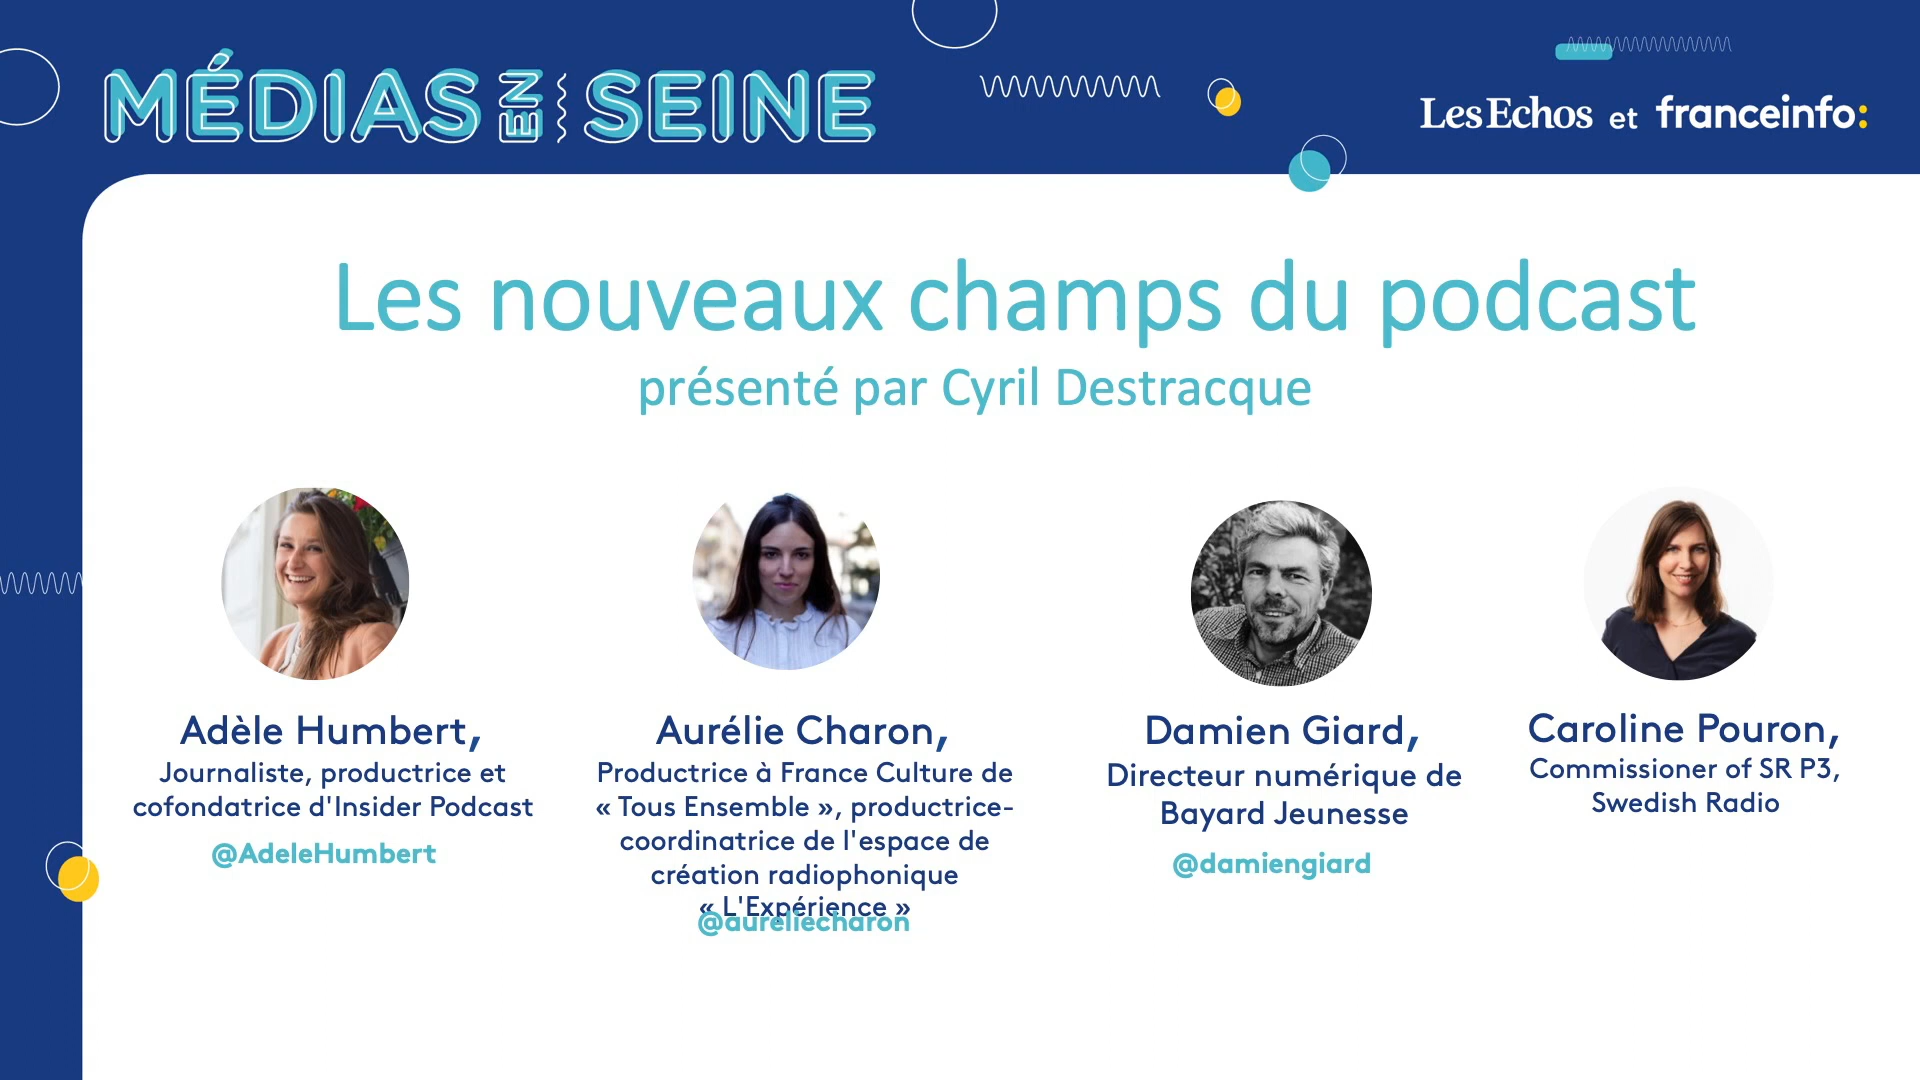 MÉDIAS EN SEINE
Les Echos et franceinfo:
Les nouveaux champs du podcast
présenté par Cyril Destracque
Adèle Humbert,
Journaliste, productrice et
cofondatrice d'Insider Podcast
@AdeleHumbert
Aurélie Charon,
Productrice à France Culture de
« Tous Ensemble », productrice-
coordinatrice de l'espace de
création radiophonique
« L'Expérience »
@aureliecharon
Damien Giard,
Directeur numérique de
Bayard Jeunesse
@damiengiard
Caroline Pouron,
Commissioner of SR P3,
Swedish Radio